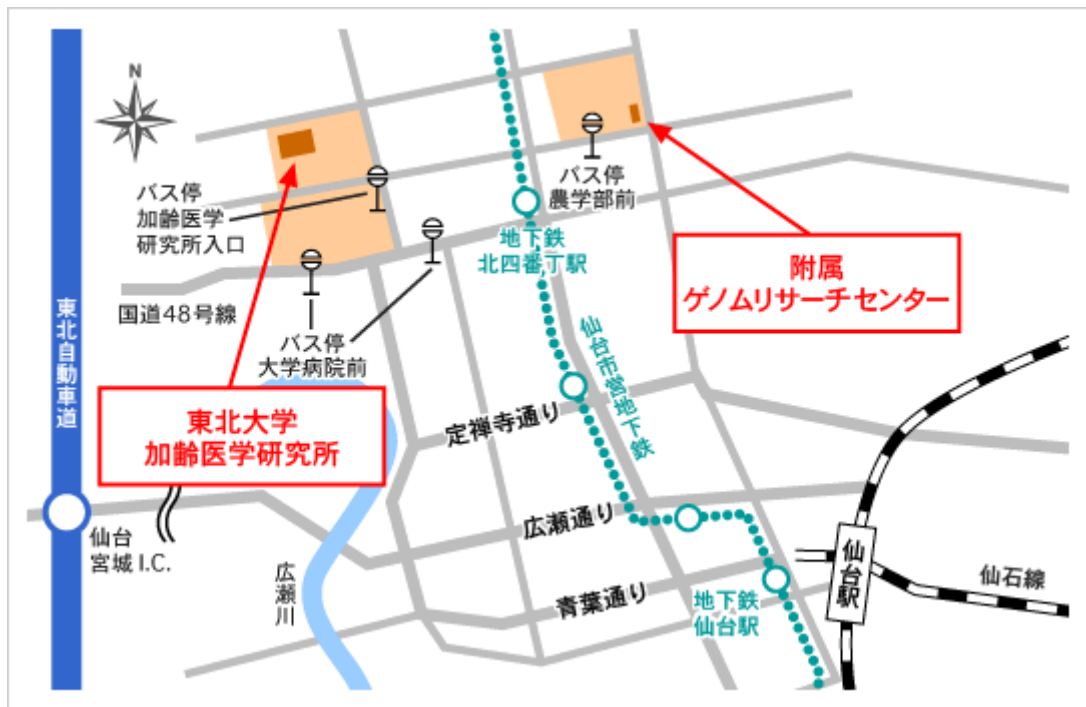 N
バス停
加齢医学
研究所入口
バス停
農学部前
地下鉄
北四番丁駅
附属
ゲノムリサーチセンター
国道48号線
バス停
大学病院前
東北自動車道
仙台市営地下鉄
東北大学
加齢医学研究所
定禅寺通り
広瀬通り
仙台
宮城 I.C.
広瀬川
青葉通り
地下鉄
仙台駅
仙台駅
仙石線